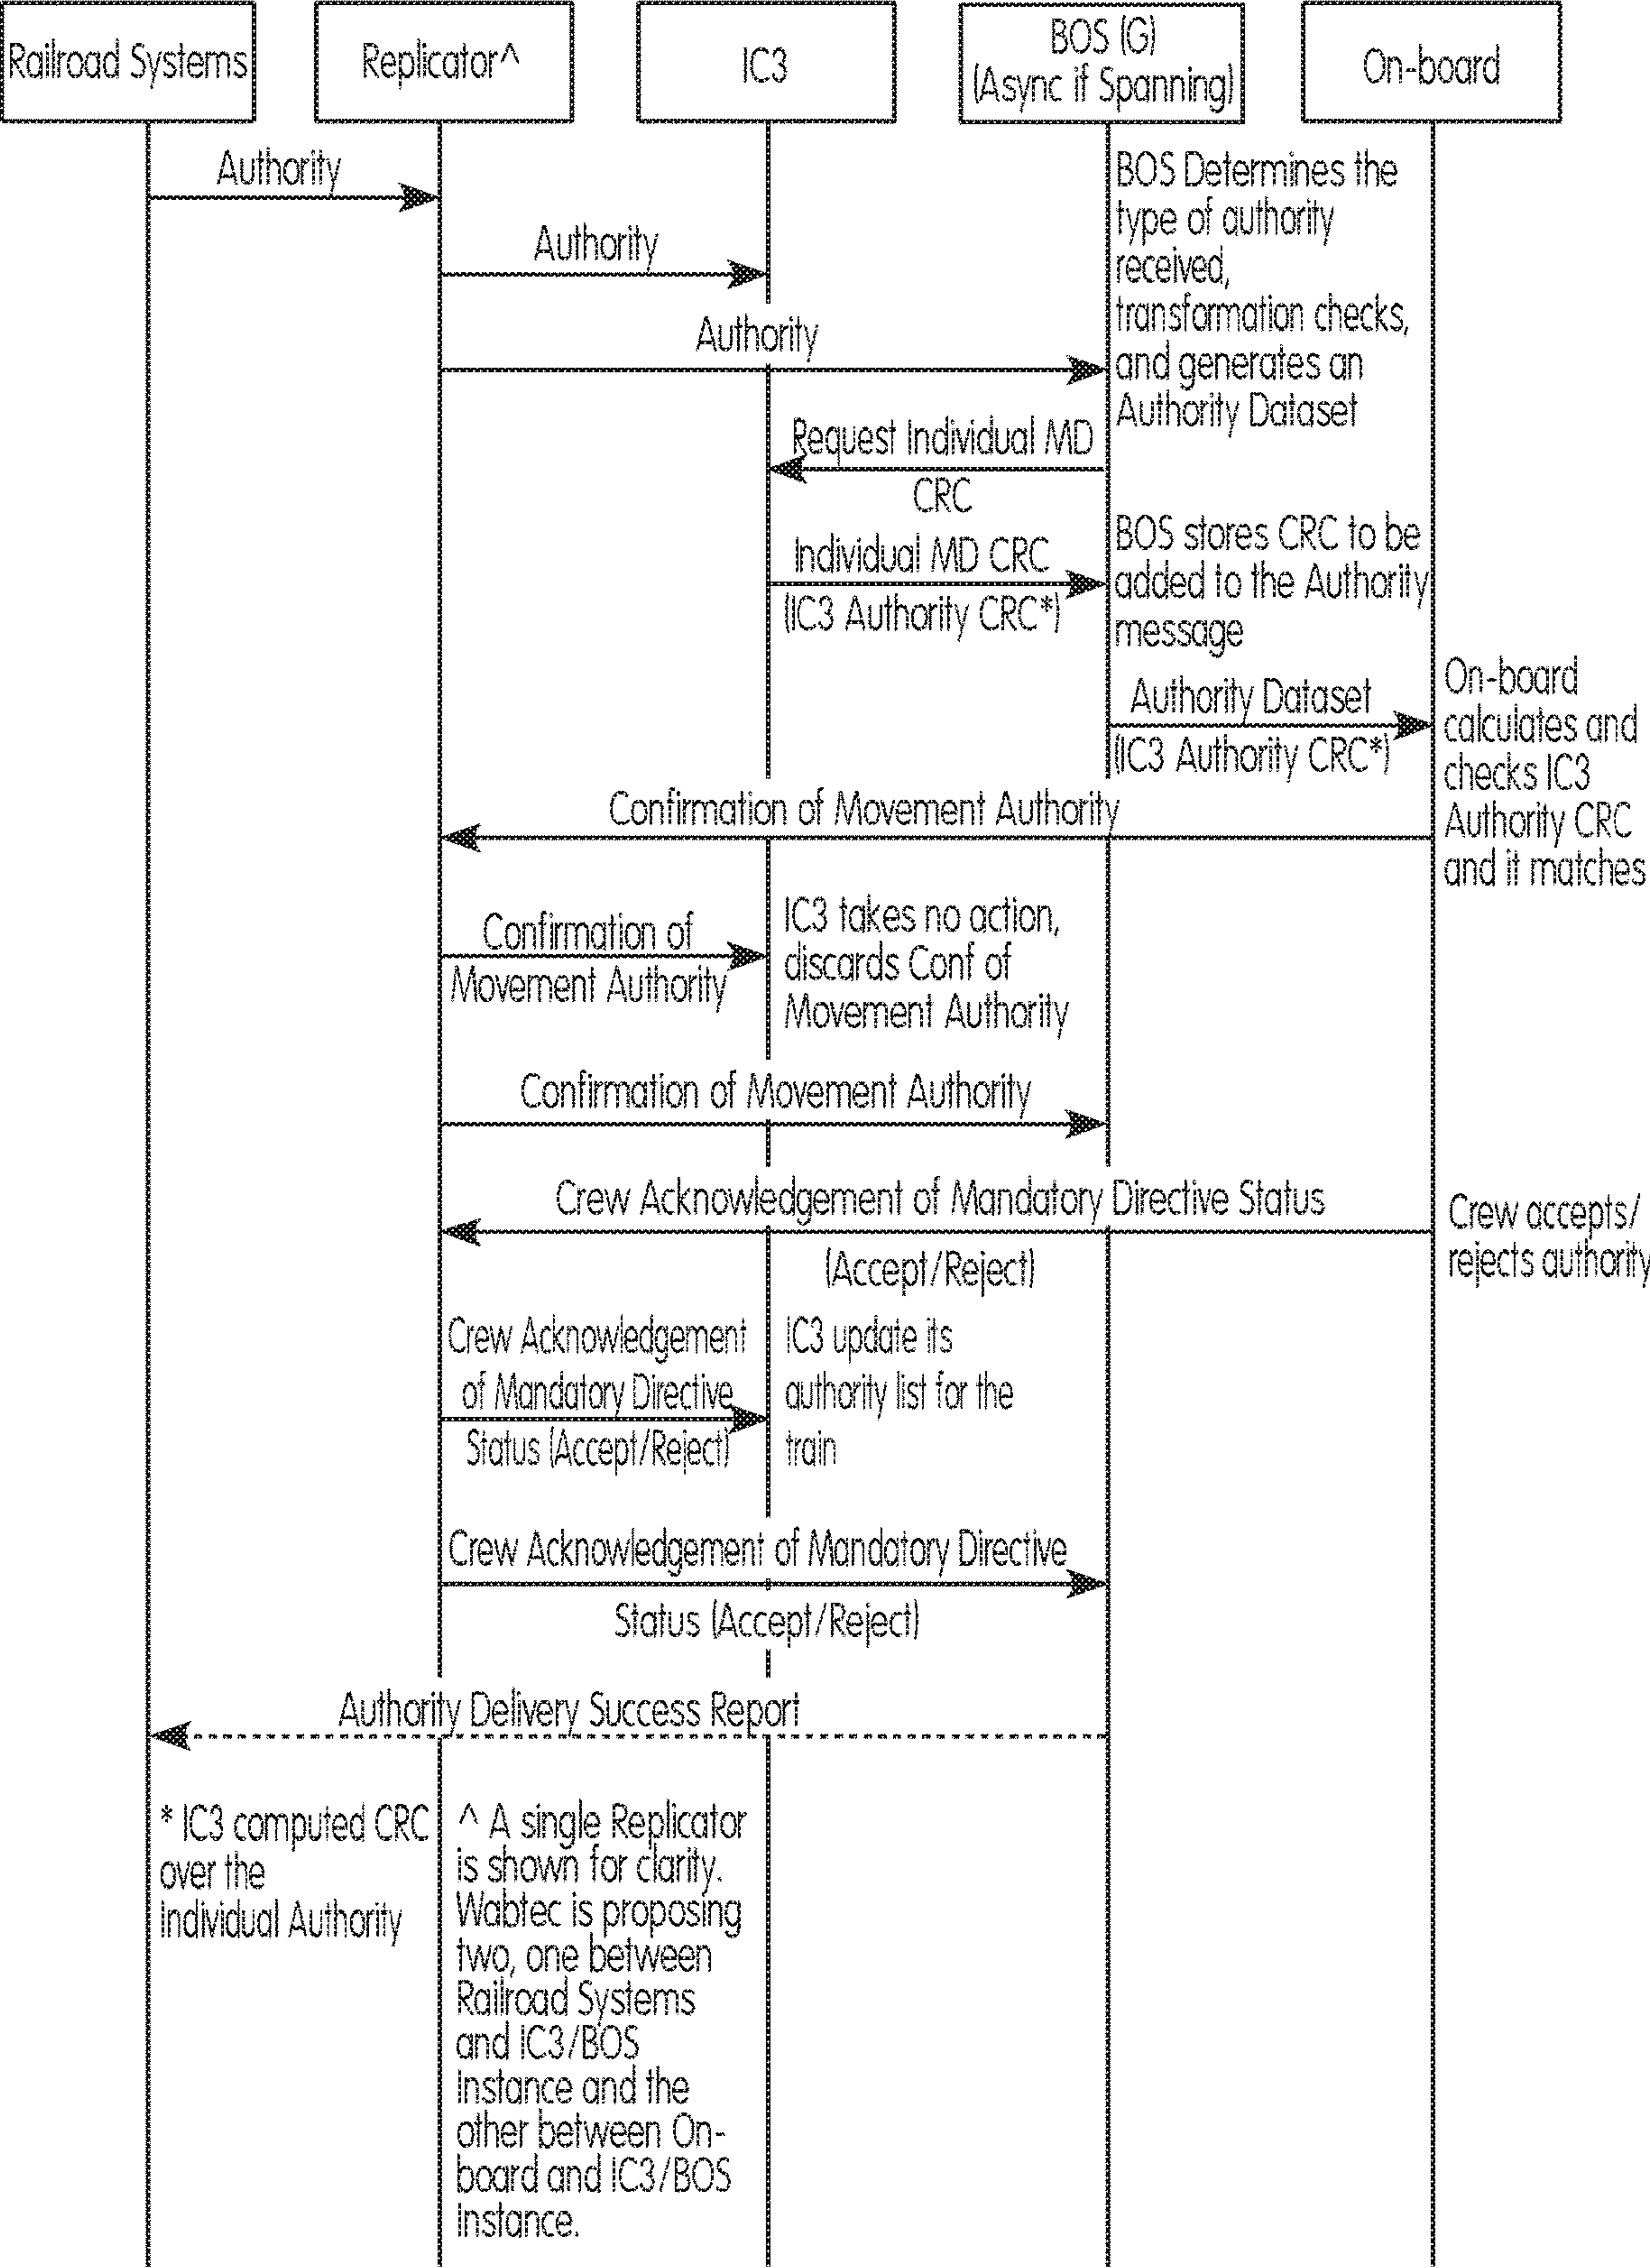 Railroad Systems
Replicator^
IC3
BOS (G)
(Async if Spanning)
On-board
Authority
Authority
Authority
BOS Determines the
type of authority
received,
transformation checks,
and generates an
Authority Dataset
Request Individual MD
CRC
Individual MD CRC
(IC3 Authority CRC*)
BOS stores CRC to be
added to the Authority
message
Authority Dataset
(IC3 Authority CRC*)
On-board
calculates and
checks IC3
Authority CRC
and it matches
Confirmation of Movement Authority
Confirmation of
Movement Authority
IC3 takes no action,
discards Conf of
Movement Authority
Confirmation of Movement Authority
Crew Acknowledgement of Mandatory Directive Status
(Accept/Reject)
Crew accepts/
rejects authority
Crew Acknowledgement
of Mandatory Directive
Status (Accept/Reject)
IC3 update its
authority list for the
train
Crew Acknowledgement of Mandatory Directive
Status (Accept/Reject)
Authority Delivery Success Report
* IC3 computed CRC
over the
Individual Authority
^ A single Replicator
is shown for clarity.
Wabtec is proposing
two, one between
Railroad Systems
and IC3/BOS
instance and the
other between On-
board and IC3/BOS
instance.